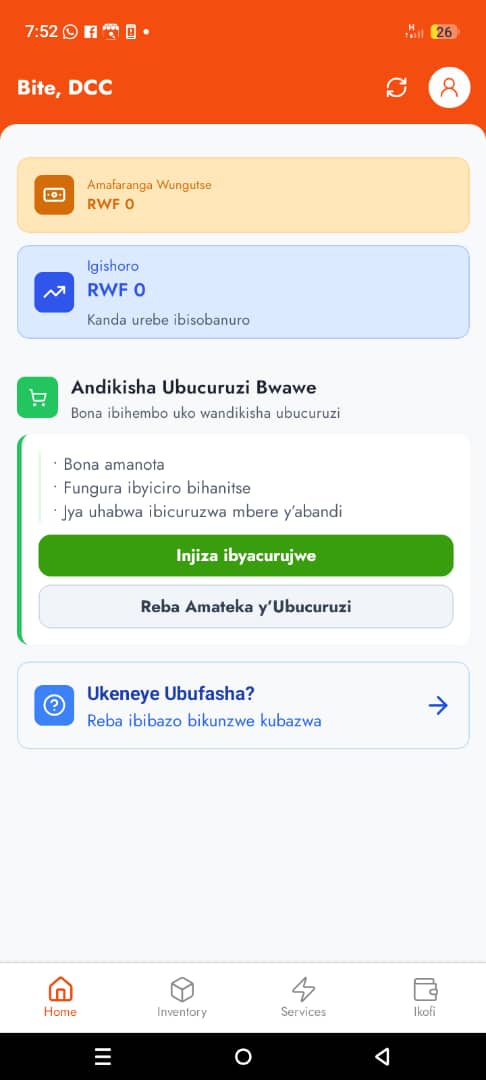 7:52
H
26
Bite, DCC
Amafaranga Wungutse
RWF 0
Igishoro
RWF 0
Kanda urebe ibisobanuro
Andikisha Ubucuruzi Bwawe
Bona ibihembo uko wandikisha ubucuruzi
· Bona amanota
· Fungura ibyiciro bihanitse
· Jya uhabwa ibicuruzwa mbere y’abandi
Injiza ibyacurujwe
Reba Amateka y’Ubucuruzi
Ukeneye Ubufasha?
Reba ibibazo bikunzwe kubazwa
Home
Inventory
Services
Ikofi